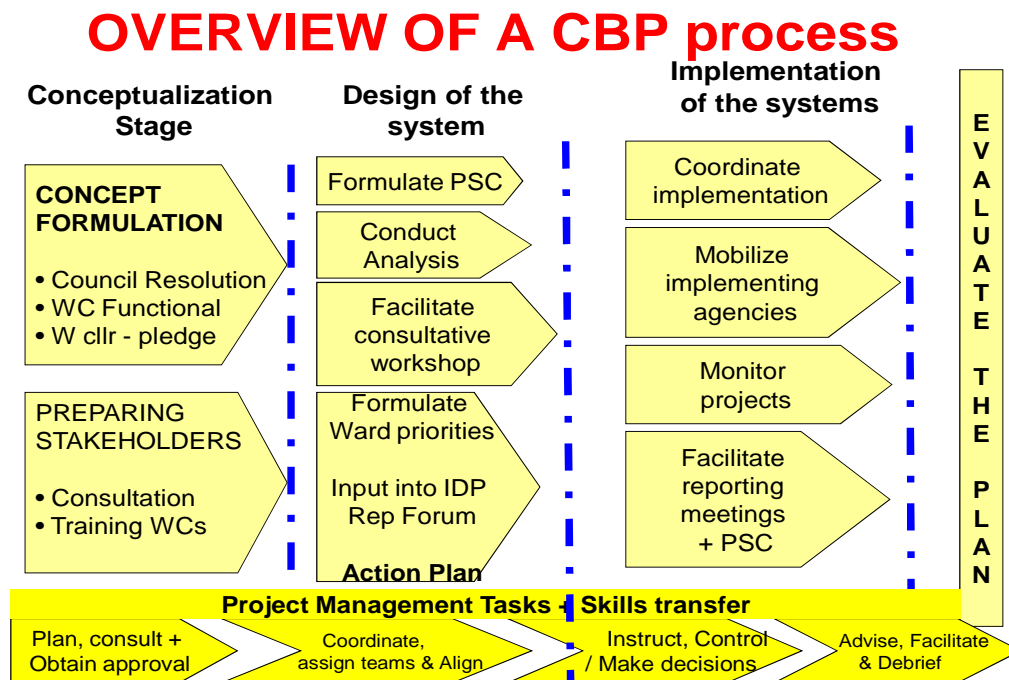 OVERVIEW OF A CBP process
Conceptualization
Stage
CONCEPT
FORMULATION
• Council Resolution
• WC Functional
• W cllr - pledge
PREPARING
STAKEHOLDERS
• Consultation
• Training WCs
Design of the
system
Formulate PSC
Conduct
Analysis
Facilitate
consultative
workshop
Formulate
Ward priorities
Input into IDP
Rep Forum
Action Plan
Implementation
of the systems
Coordinate
implementation
Mobilize
implementing
agencies
Monitor
projects
Facilitate
reporting
meetings
+ PSC
EVALUATE THE PLAN
Project Management Tasks + Skills transfer
Plan, consult +
Obtain approval
Coordinate,
assign teams & Align
Instruct, Control
/ Make decisions
Advise, Facilitate
& Debrief